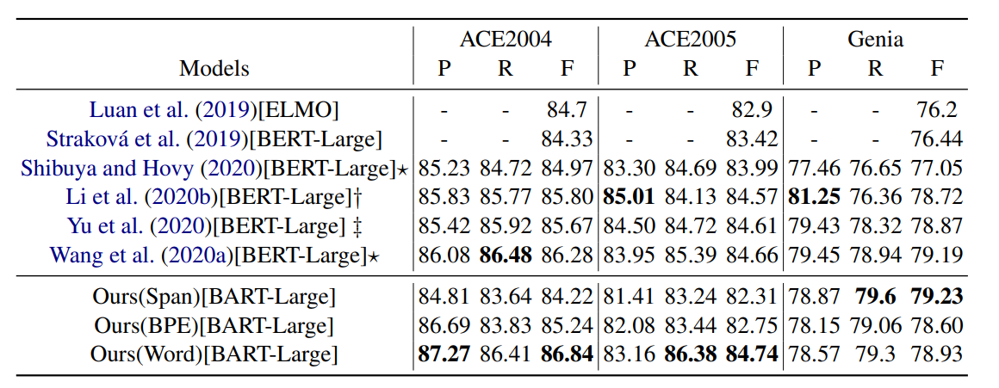 ACE2004 ACE2005 Genia
Models P R F P R F P R F
Luan et al. (2019)[ELMO] - - 84.7 - - 82.9 - - 76.2
Straková et al. (2019)[BERT-Large] - - 84.33 - - 83.42 - - 76.44
Shibuya and Hovy (2020)[BERT-Large]⋆ 85.23 84.72 84.97 83.30 84.69 83.99 77.46 76.65 77.05
Li et al. (2020b)[BERT-Large]† 85.83 85.77 85.80 85.01 84.13 84.57 81.25 76.36 78.72
Yu et al. (2020)[BERT-Large] ‡ 85.42 85.92 85.67 84.50 84.72 84.61 79.43 78.32 78.87
Wang et al. (2020a)[BERT-Large]⋆ 86.08 86.48 86.28 83.95 85.39 84.66 79.45 78.94 79.19
Ours(Span)[BART-Large] 84.81 83.64 84.22 81.41 83.24 82.31 78.87 79.6 79.23
Ours(BPE)[BART-Large] 86.69 83.83 85.24 82.08 83.44 82.75 78.15 79.06 78.60
Ours(Word)[BART-Large] 87.27 86.41 86.84 83.16 86.38 84.74 78.57 79.3 78.93